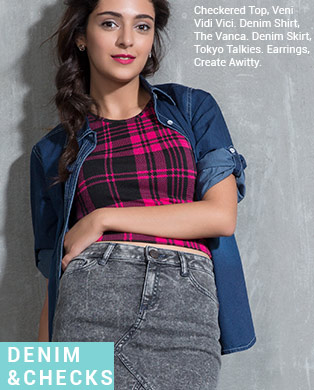 Checkered Top, Veni
Vidi Vici. Denim Shirt,
The Vanca. Denim Skirt,
Tokyo Talkies. Earrings,
Create Awitty.
DENIM
&CHECKS